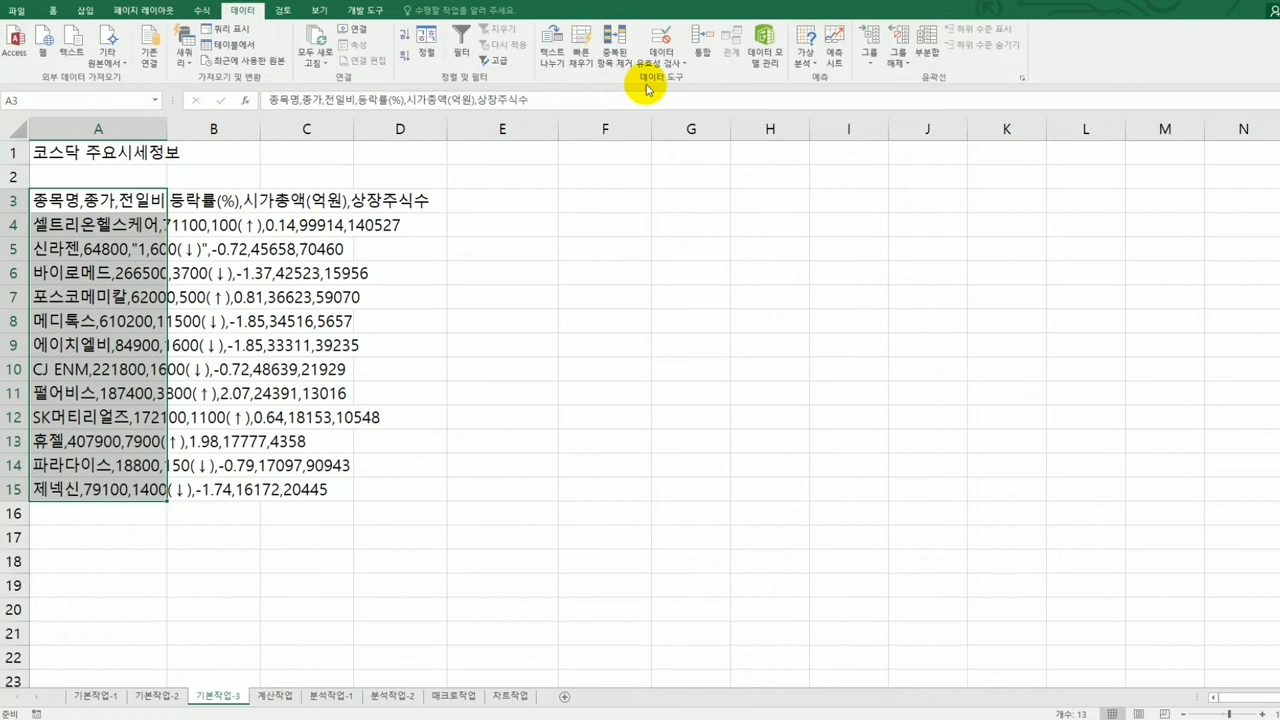 파일 홈 삽입 페이지 레이아웃 수식 데이터 검토 보기 개발 도구 수행할 작업을 알려 주세요.
Access 웹 텍스트 기타 원본에서 기존 연결 새 쿼리 쿼리 표시 테이블에서 최근에 사용한 원본 모두 새로 고침 연결 속성 연결 편집 정렬 필터 지우기 다시 적용 고급 텍스트 나누기 빠른 채우기 중복된 항목 제거 데이터 유효성 검사 통합 관계 데이터 모델 관리 가상 분석 예측 시트 그룹 그룹 해제 부분합 하위 수준 표시 하위 수준 숨기기
외부 데이터 가져오기 가져오기 및 변환 연결 정렬 및 필터 데이터 도구 예측 윤곽선
A3 fx 종목명,종가,전일비,등락률(%),시가총액(억원),상장주식수
A B C D E F G H I J K L M N
1 코스닥 주요시세정보
2
3 종목명,종가,전일비,등락률(%),시가총액(억원),상장주식수
4 셀트리온헬스케어,71100,100(↑),0.14,99914,140527
5 신라젠,64800,"1,600(↓)",-0.72,45658,70460
6 바이로메드,266500,3700(↓),-1.37,42523,15956
7 포스코메미칼,62000,500(↑),0.81,36623,59070
8 메디톡스,610200,11500(↓),-1.85,34516,5657
9 에이치엘비,84900,1600(↓),-1.85,33311,39235
10 CJ ENM,221800,1600(↓),-0.72,48639,21929
11 펄어비스,187400,3800(↑),2.07,24391,13016
12 SK머티리얼즈,172100,1100(↑),0.64,18153,10548
13 휴젤,407900,7900(↑),1.98,17777,4358
14 파라다이스,18800,150(↓),-0.79,17097,90943
15 제넥신,79100,1400(↓),-1.74,16172,20445
16
17
18
19
20
21
22
23
기본작업-1 기본작업-2 기본작업-3 계산작업 분석작업-1 분석작업-2 매크로작업 차트작업
준비 개수: 13